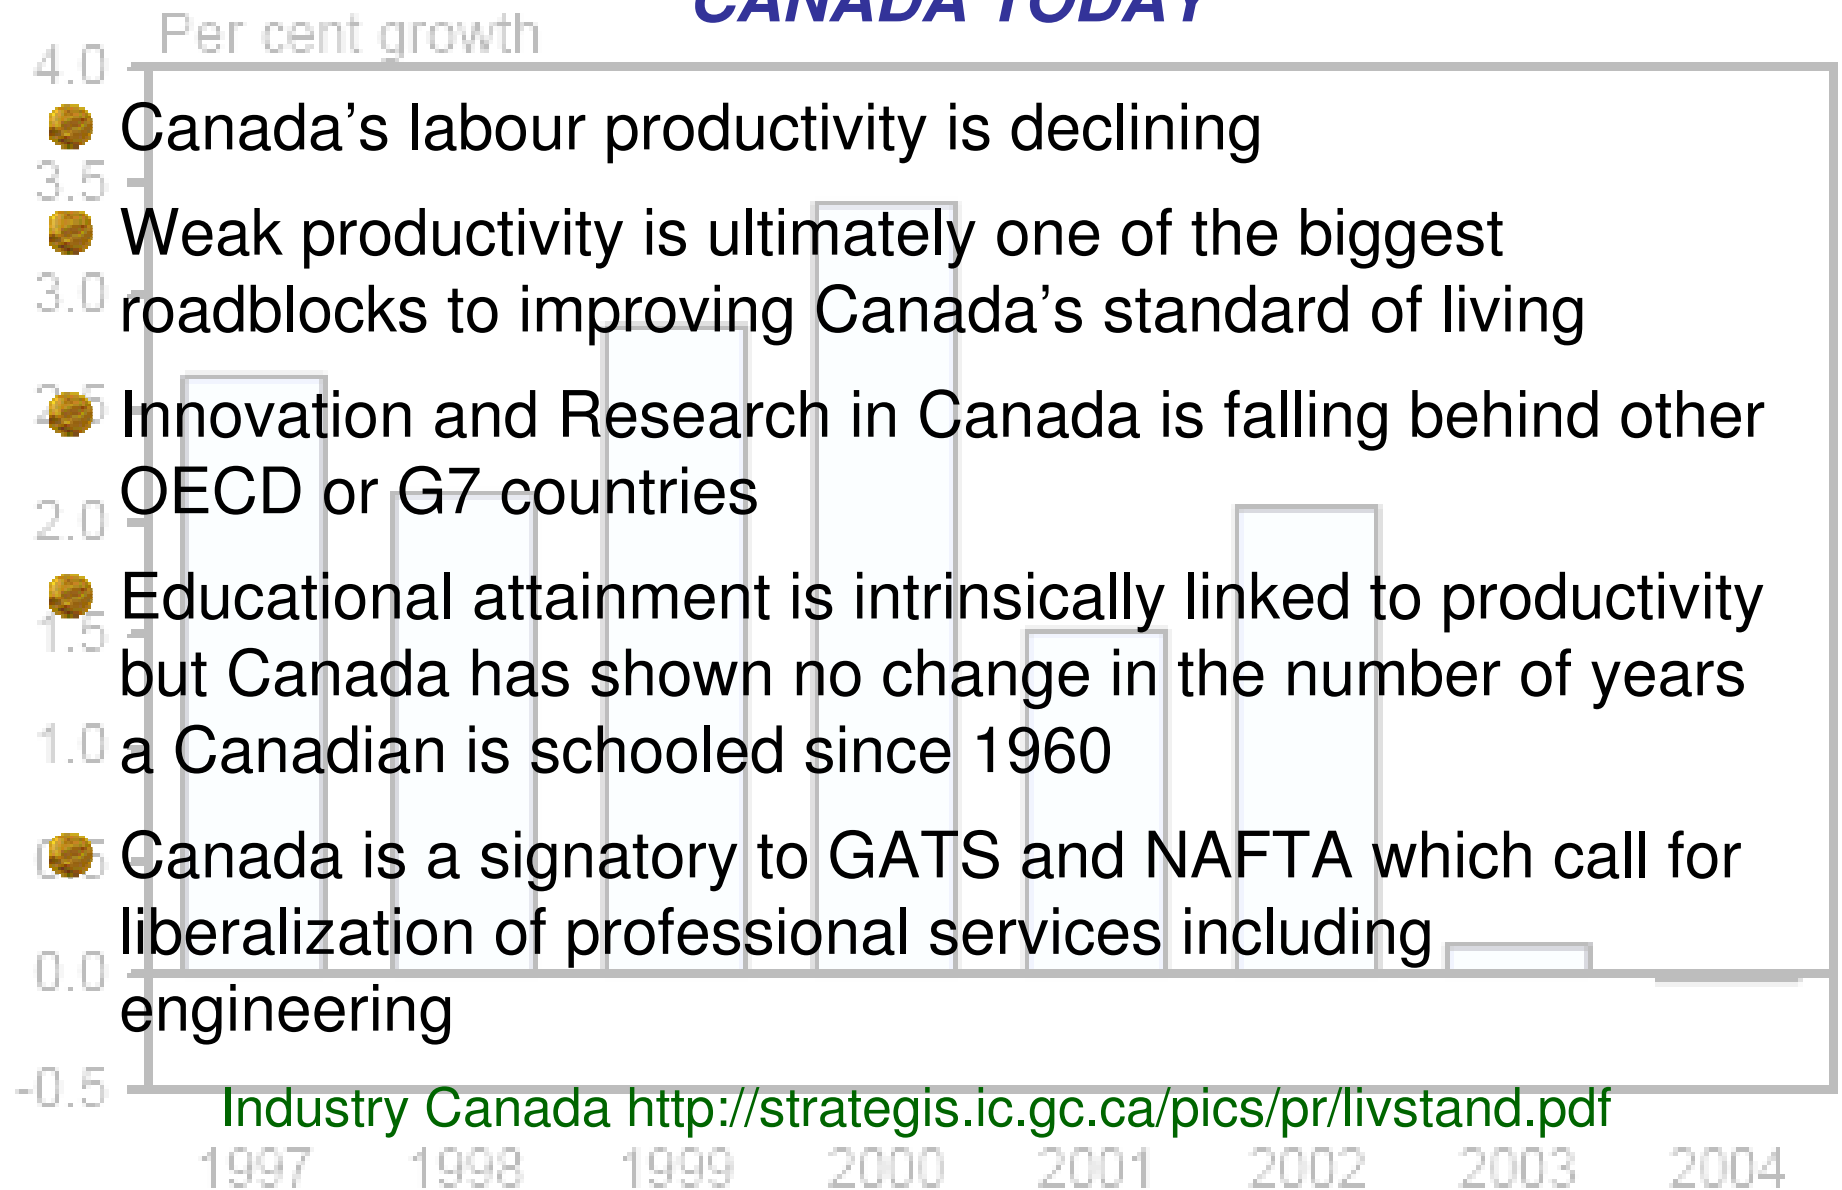 CANADA TODAY
Per cent growth
4.0
Canada's labour productivity is declining
3.5
Weak productivity is ultimately one of the biggest
3.0
roadblocks to improving Canada's standard of living
2.5
Innovation and Research in Canada is falling behind other
OECD or G7 countries
2.0
Educational attainment is intrinsically linked to productivity
1.5
but Canada has shown no change in the number of years
1.0
a Canadian is schooled since 1960
0.5
Canada is a signatory to GATS and NAFTA which call for
liberalization of professional services including
0.0
engineering
-0.5
Industry Canada http://strategis.ic.gc.ca/pics/pr/livstand.pdf
1997 1998 1999 2000 2001 2002 2003 2004